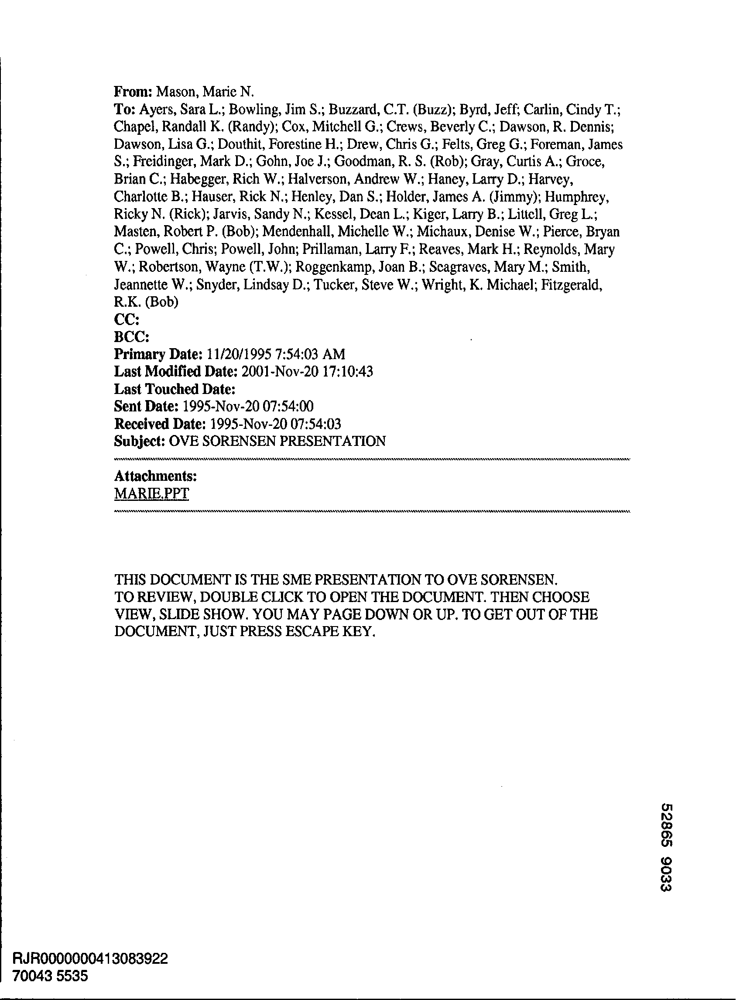 From: Mason, Marie N.
To: Ayers, Sara L.; Bowling, Jim S.; Buzzard, C.T. (Buzz); Byrd, Jeff; Carlin, Cindy T.;
Chapel, Randall K. (Randy); Cox, Mitchell G.; Crews, Beverly C.; Dawson, R. Dennis;
Dawson, Lisa G.; Douthit, Forestine H.; Drew, Chris G.; Felts, Greg G.; Foreman, James
S.; Freidinger, Mark D.; Gohn, Joe J.; Goodman, R. S. (Rob); Gray, Curtis A.; Groce,
Brian C.; Habegger, Rich W.; Halverson, Andrew W.; Haney, Larry D.; Harvey,
Charlotte B.; Hauser, Rick N.; Henley, Dan S.; Holder, James A. (Jimmy); Humphrey,
Ricky N. (Rick); Jarvis, Sandy N.; Kessel, Dean L.; Kiger, Larry B.; Littell, Greg L.;
Masten, Robert P. (Bob); Mendenhall, Michelle W.; Michaux, Denise W.; Pierce, Bryan
C.; Powell, Chris; Powell, John; Prillaman, Larry F.; Reaves, Mark H.; Reynolds, Mary
W.; Robertson, Wayne (T.W.); Roggenkamp, Joan B.; Seagraves, Mary M.; Smith,
Jeannette W.; Snyder, Lindsay D.; Tucker, Steve W.; Wright, K. Michael; Fitzgerald,
R.K. (Bob)
CC:
BCC:
Primary Date: 11/20/1995 7:54:03 AM
Last Modified Date: 2001-Nov-20 17:10:43
Last Touched Date:
Sent Date: 1995-Nov-20 07:54:00
Received Date: 1995-Nov-20 07:54:03
Subject: OVE SORENSEN PRESENTATION
Attachments:
MARIE.PPT
THIS DOCUMENT IS THE SME PRESENTATION TO OVE SORENSEN.
TO REVIEW, DOUBLE CLICK TO OPEN THE DOCUMENT. THEN CHOOSE
VIEW, SLIDE SHOW. YOU MAY PAGE DOWN OR UP. TO GET OUT OF THE
DOCUMENT, JUST PRESS ESCAPE KEY.
52865 9033
RJR0000000413083922
70043 5535